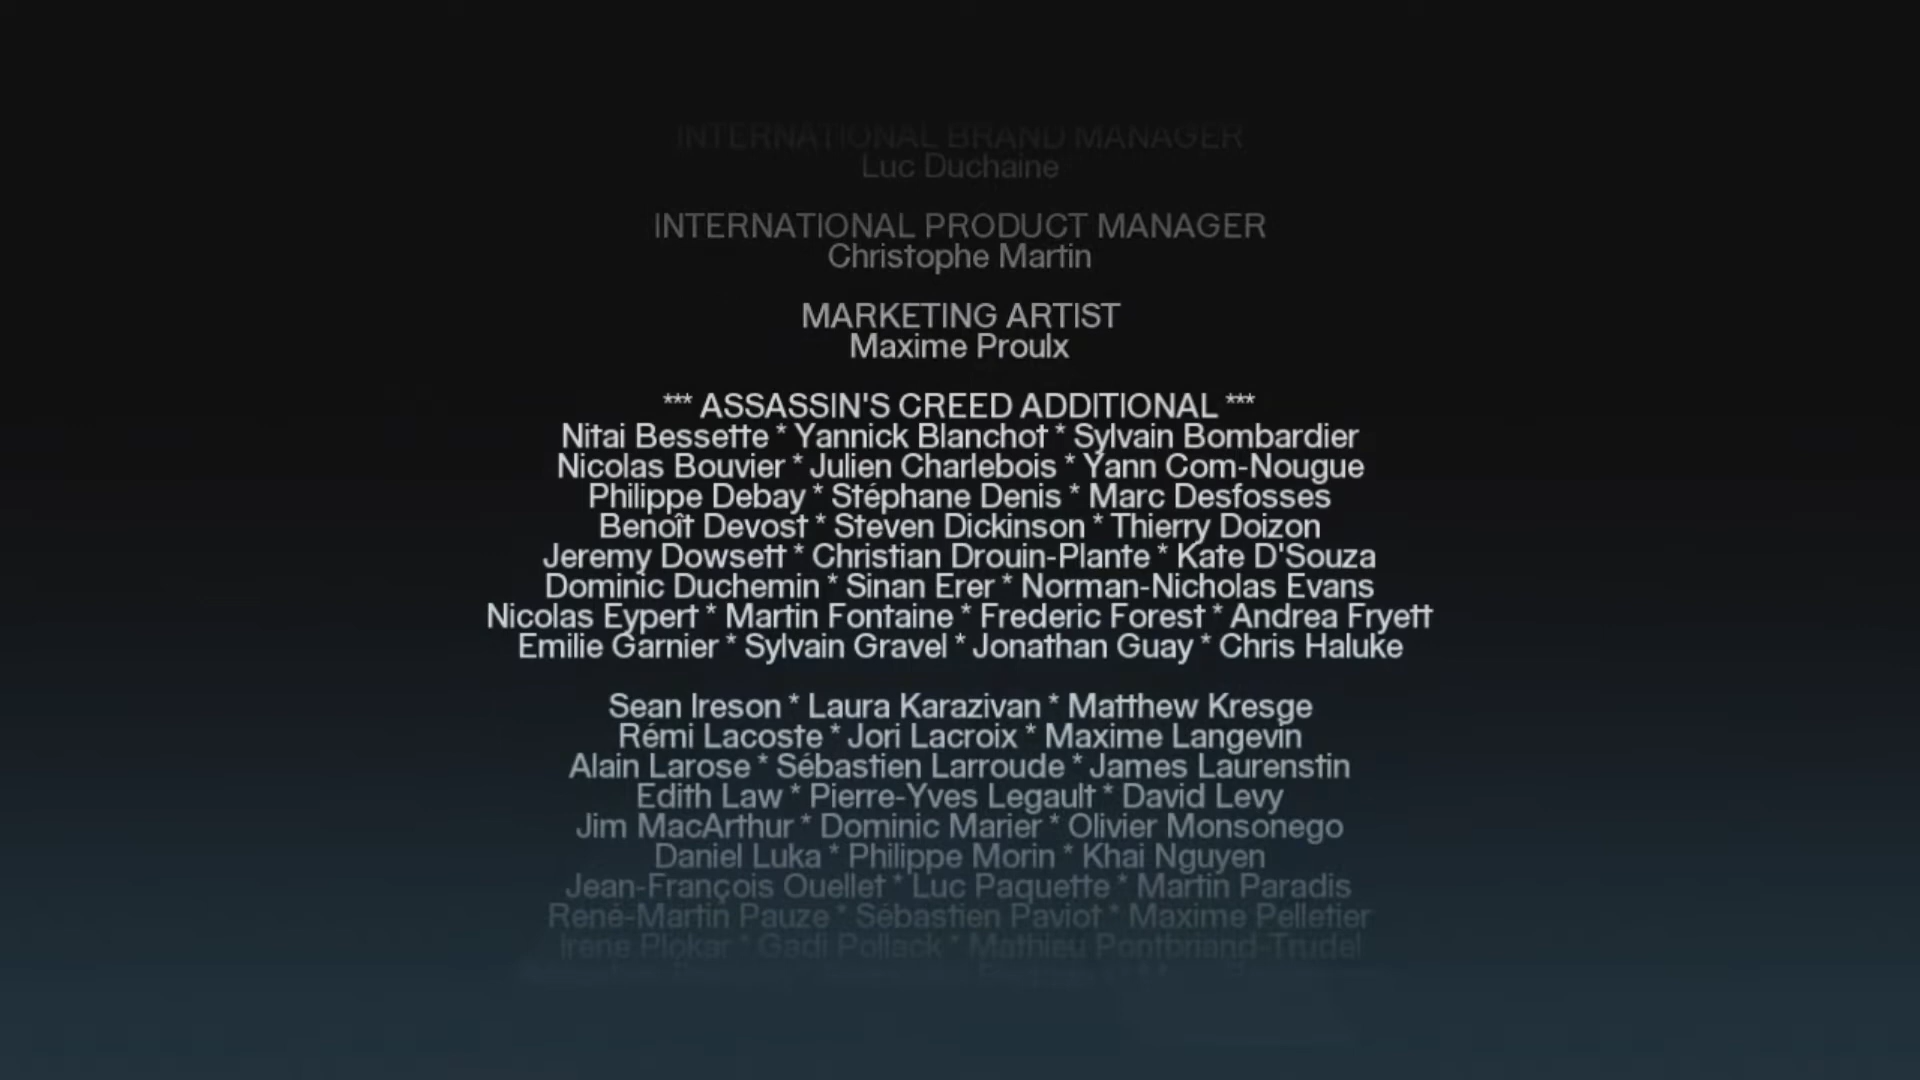 INTERNATIONAL BRAND MANAGER
Luc Duchaine
INTERNATIONAL PRODUCT MANAGER
Christophe Martin
MARKETING ARTIST
Maxime Proulx
*** ASSASSIN'S CREED ADDITIONAL ***
Nitai Bessette * Yannick Blanchot * Sylvain Bombardier
Nicolas Bouvier * Julien Charlebois * Yann Com-Nougue
Philippe Debay * Stéphane Denis * Marc Desfosses
Benoît Devost * Steven Dickinson * Thierry Doizon
Jeremy Dowsett * Christian Drouin-Plante * Kate D'Souza
Dominic Duchemin * Sinan Erer * Norman-Nicholas Evans
Nicolas Eypert * Martin Fontaine * Frederic Forest * Andrea Fryett
Emilie Garnier * Sylvain Gravel * Jonathan Guay * Chris Haluke
Sean Ireson * Laura Karazivan * Matthew Kresge
Rémi Lacoste * Jori Lacroix * Maxime Langevin
Alain Larose * Sébastien Larroude * James Laurenstin
Edith Law * Pierre-Yves Legault * David Levy
Jim MacArthur * Dominic Marier * Olivier Monsonego
Daniel Luka * Philippe Morin * Khai Nguyen
Jean-François Ouellet * Luc Paquette * Martin Paradis
René-Martin Pauze * Sébastien Paviot * Maxime Pelletier
Irene Plokar * Gadi Pollack * Mathieu Pontbriand-Trudel